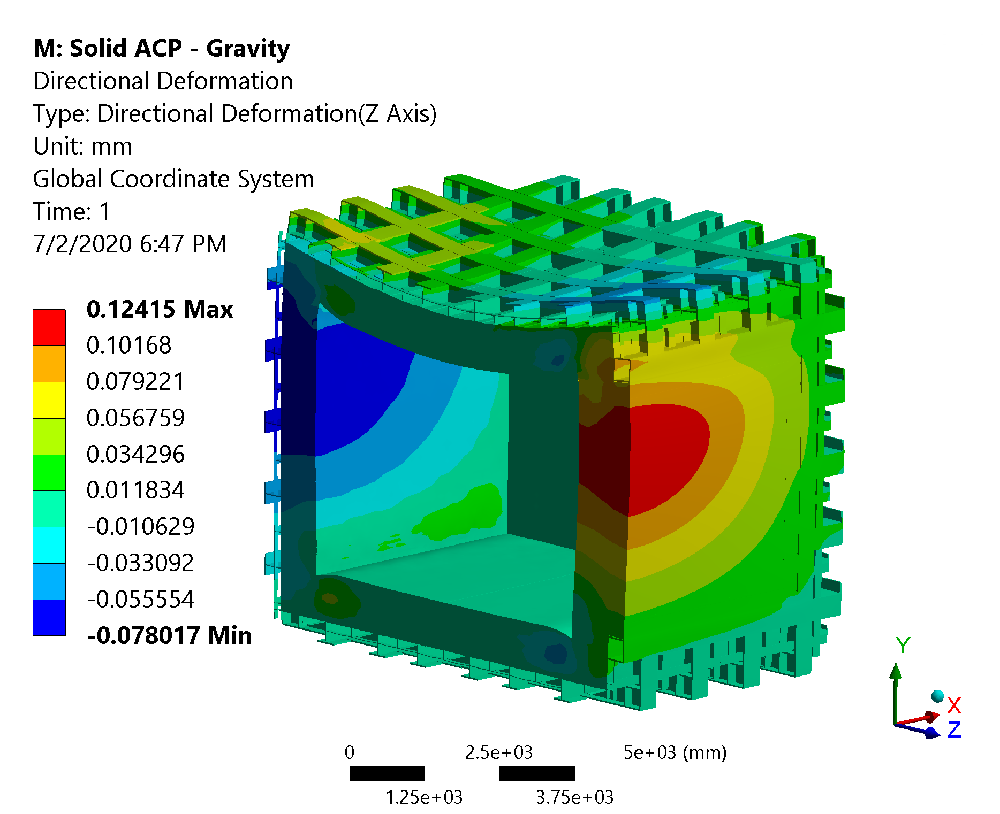 M: Solid ACP - Gravity
Directional Deformation
Type: Directional Deformation(Z Axis)
Unit: mm
Global Coordinate System
Time: 1
7/2/2020 6:47 PM
0.12415 Max
0.10168
0.079221
0.056759
0.034296
0.011834
-0.010629
-0.033092
-0.055554
-0.078017 Min
Y
X
Z
0 2.5e+03 5e+03 (mm)
1.25e+03 3.75e+03